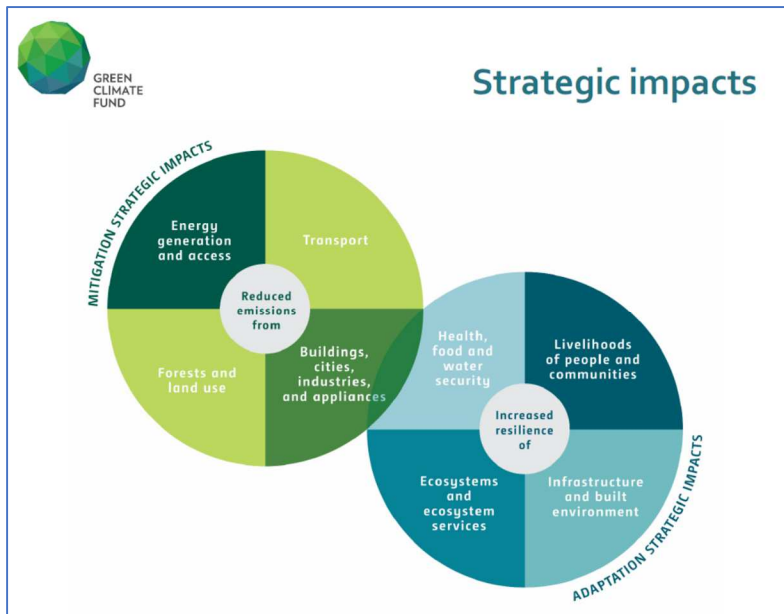 GREEN
CLIMATE
FUND
Strategic impacts
MITIGATION STRATEGIC IMPACTS
Energy
generation
and access
Transport
Reduced
emissions
from
Forests and
land use
Buildings,
cities,
industries,
and appliances
Health,
food and
water
security
Livelihoods
of people and
communities
Increased
resilience
of
Ecosystems
and
ecosystem
services
Infrastructure
and built
environment
ADAPTATION STRATEGIC IMPACTS